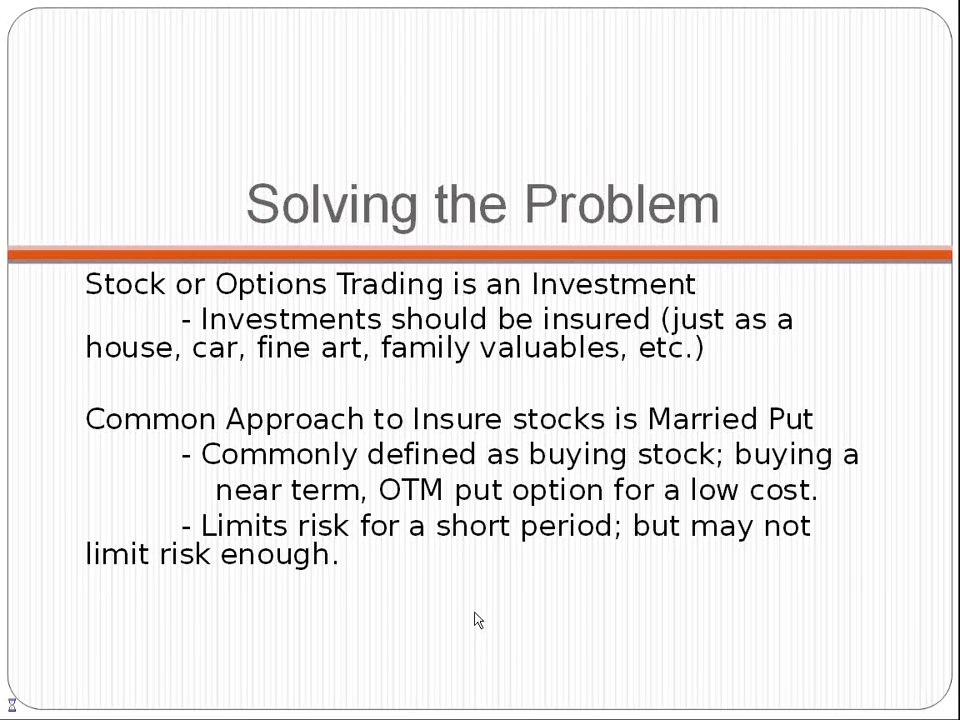 Solving the Problem
Stock or Options Trading is an Investment
- Investments should be insured (just as a
house, car, fine art, family valuables, etc.)
Common Approach to Insure stocks is Married Put
- Commonly defined as buying stock; buying a
near term, OTM put option for a low cost.
- Limits risk for a short period; but may not
limit risk enough.